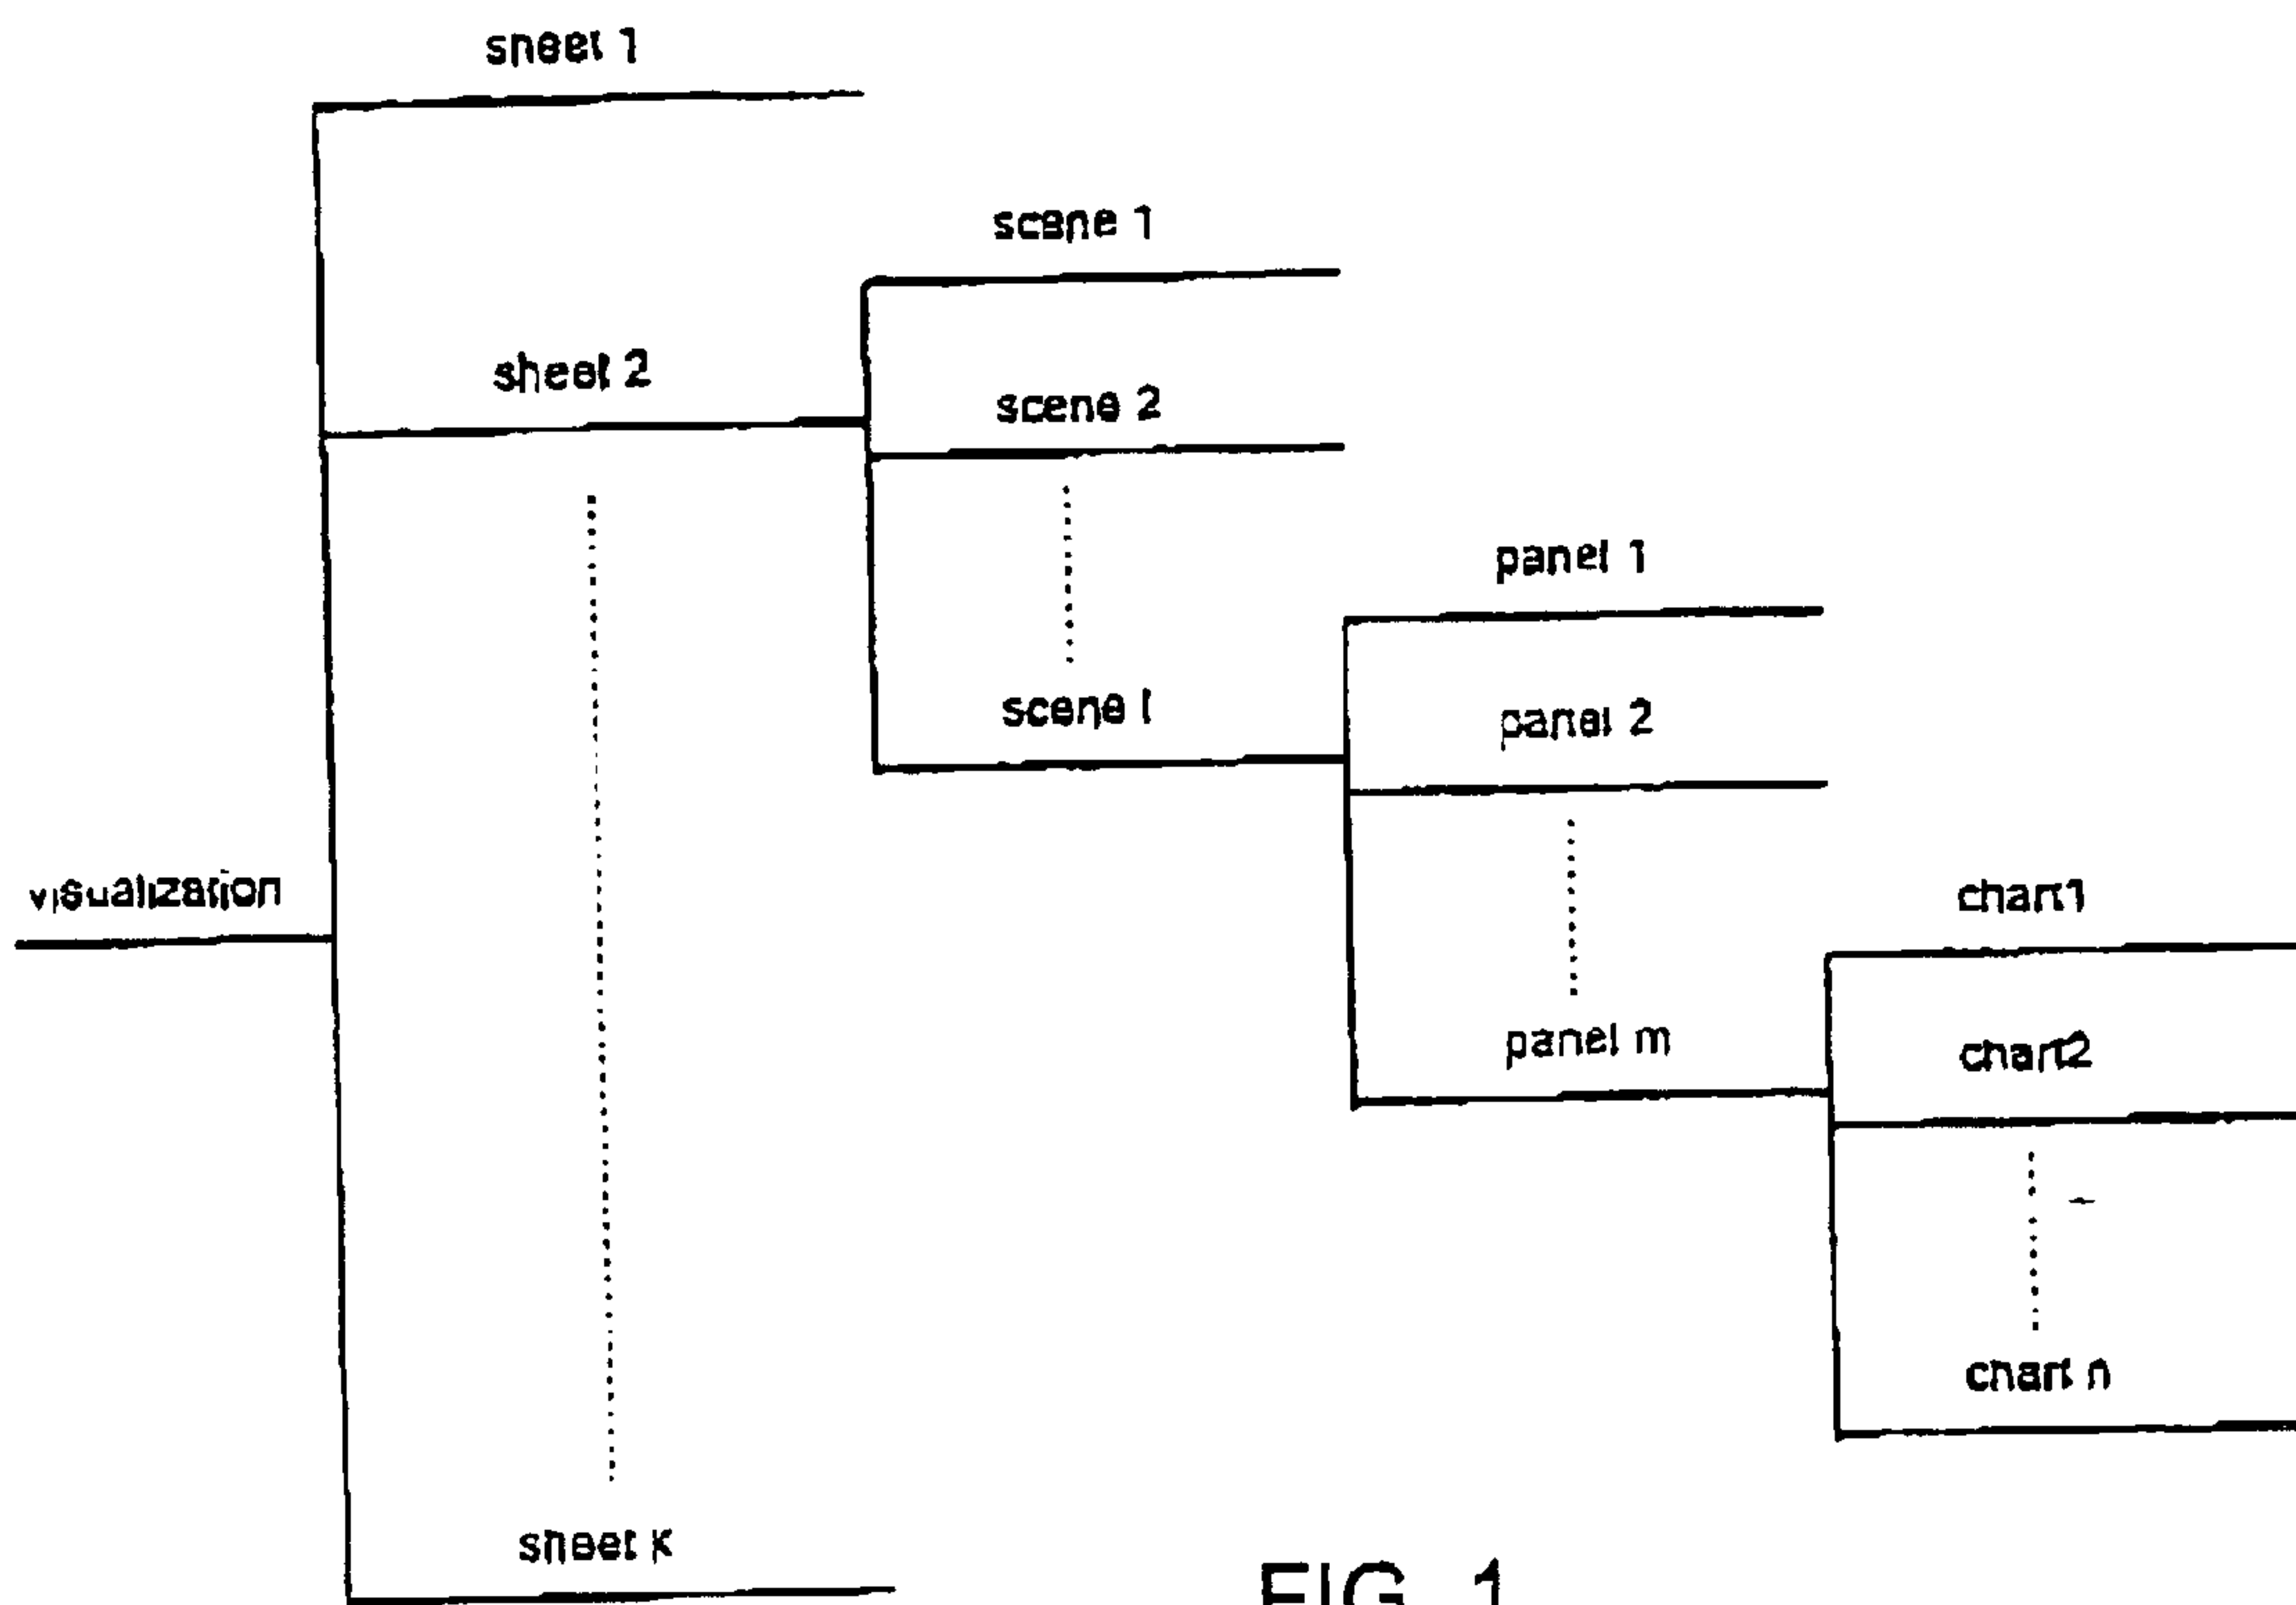 sheet 1
scene 1
sheet 2
scene 2
panel 1
scene l
panel 2
visualization
chart1
panel m
chart2
chart n
sheet k
FIG. 1